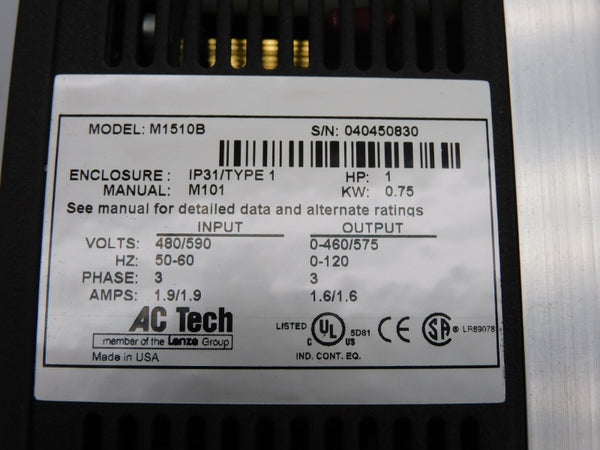 MODEL: M1510B S/N: 040450830
ENCLOSURE: IP31/TYPE 1 HP: 1
MANUAL: M101 KW: 0.75
See manual for detailed data and alternate ratings
INPUT OUTPUT
VOLTS: 480/590 0-460/575
HZ: 50-60 0-120
PHASE: 3 3
AMPS: 1.9/1.9 1.6/1.6
AC Tech
member of the Lenze Group
Made in USA
LISTED C UL US 5D81 CE SA ® LR69078
IND. CONT. EQ.